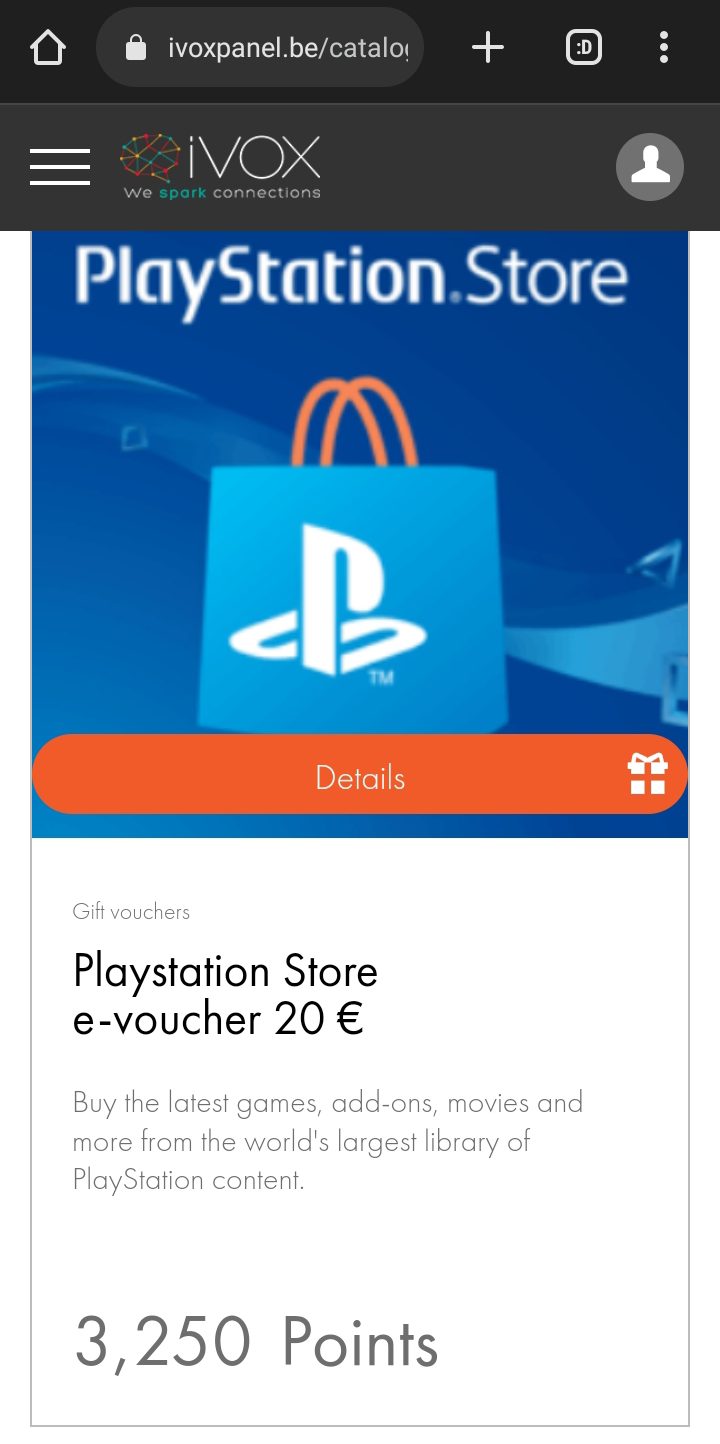 ivoxpanel.be/catalo
:D
iVOX
We spark connections
PlayStation.Store
TM
Details
Gift vouchers
Playstation Store
e-voucher 20 €
Buy the latest games, add-ons, movies and
more from the world's largest library of
PlayStation content.
3,250 Points